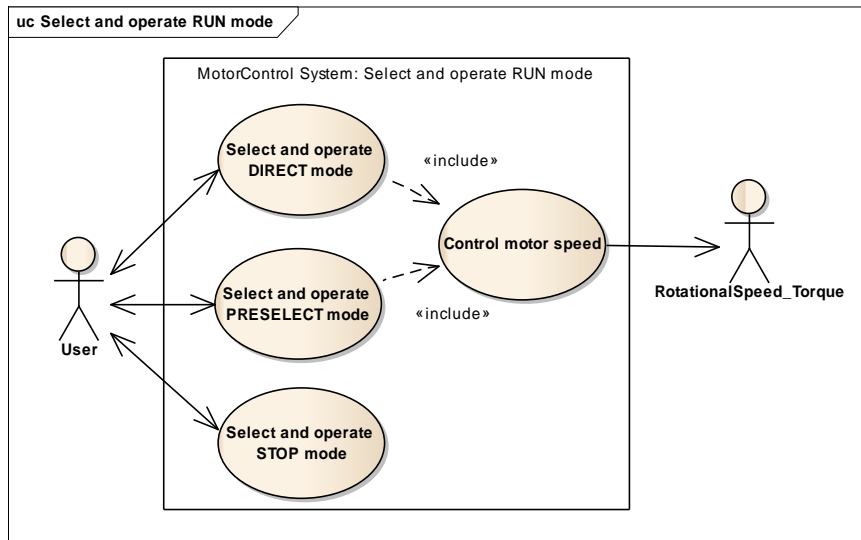 uc Select and operate RUN mode
MotorControl System: Select and operate RUN mode
Select and operate
DIRECT mode
«include»
Control motor speed
Select and operate
PRESELECT mode
«include»
Select and operate
STOP mode
User
RotationalSpeed_Torque